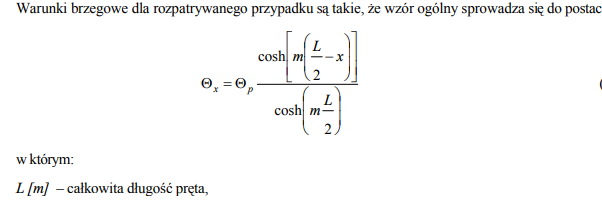 Warunki brzegowe dla rozpatrywanego przypadku są takie, że wzór ogólny sprowadza się do postac
Θx = Θp cosh[m(L/2 − x)] / cosh(m L/2)
w którym:
L [m] – całkowita długość pręta,